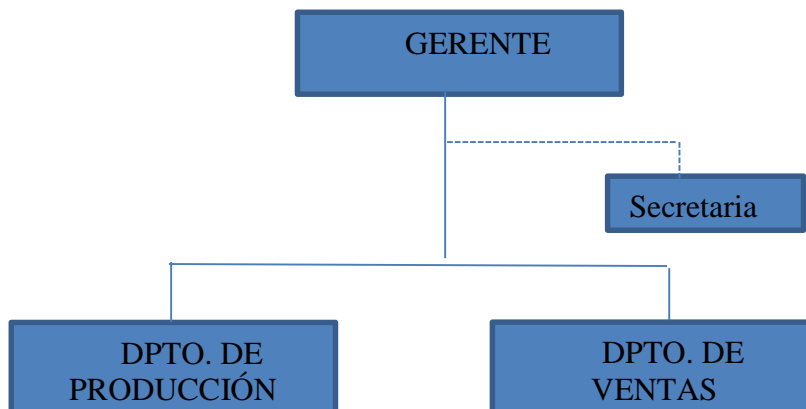 GERENTE
Secretaria
DPTO. DE
PRODUCCIÓN
DPTO. DE
VENTAS